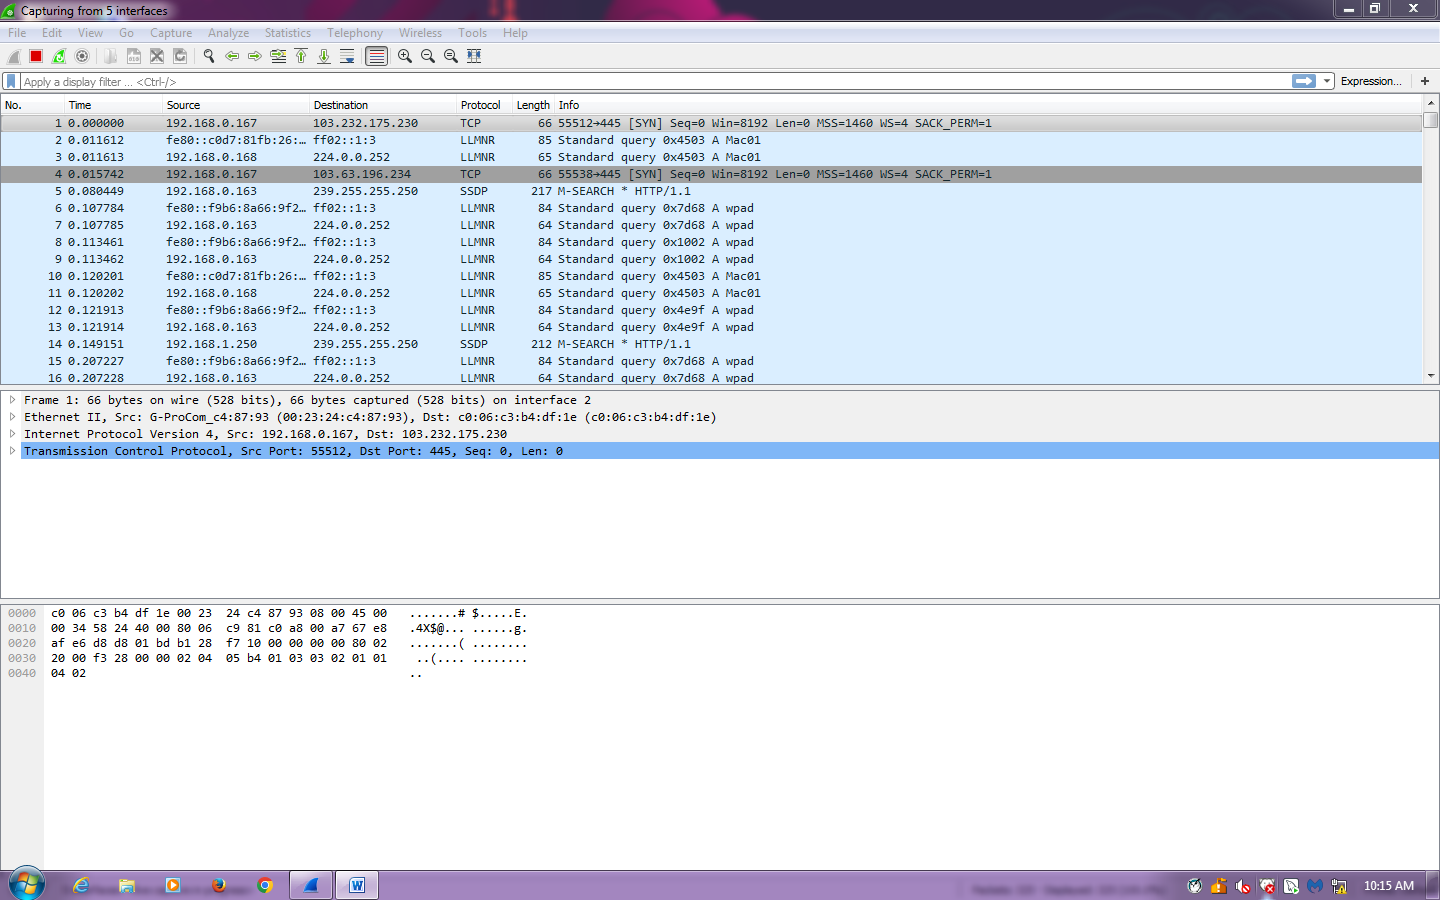 Capturing from 5 interfaces
File Edit View Go Capture Analyze Statistics Telephony Wireless Tools Help
Apply a display filter ... <Ctrl-/> Expression... +
No. Time Source Destination Protocol Length Info
1 0.000000 192.168.0.167 103.232.175.230 TCP 66 55512→445 [SYN] Seq=0 Win=8192 Len=0 MSS=1460 WS=4 SACK_PERM=1
2 0.011612 fe80::c0d7:81fb:26:… ff02::1:3 LLMNR 85 Standard query 0x4503 A Mac01
3 0.011613 192.168.0.168 224.0.0.252 LLMNR 65 Standard query 0x4503 A Mac01
4 0.015742 192.168.0.167 103.63.196.234 TCP 66 55538→445 [SYN] Seq=0 Win=8192 Len=0 MSS=1460 WS=4 SACK_PERM=1
5 0.080449 192.168.0.163 239.255.255.250 SSDP 217 M-SEARCH * HTTP/1.1
6 0.107784 fe80::f9b6:8a66:9f2… ff02::1:3 LLMNR 84 Standard query 0x7d68 A wpad
7 0.107785 192.168.0.163 224.0.0.252 LLMNR 64 Standard query 0x7d68 A wpad
8 0.113461 fe80::f9b6:8a66:9f2… ff02::1:3 LLMNR 84 Standard query 0x1002 A wpad
9 0.113462 192.168.0.163 224.0.0.252 LLMNR 64 Standard query 0x1002 A wpad
10 0.120201 fe80::c0d7:81fb:26:… ff02::1:3 LLMNR 85 Standard query 0x4503 A Mac01
11 0.120202 192.168.0.168 224.0.0.252 LLMNR 65 Standard query 0x4503 A Mac01
12 0.121913 fe80::f9b6:8a66:9f2… ff02::1:3 LLMNR 84 Standard query 0x4e9f A wpad
13 0.121914 192.168.0.163 224.0.0.252 LLMNR 64 Standard query 0x4e9f A wpad
14 0.149151 192.168.1.250 239.255.255.250 SSDP 212 M-SEARCH * HTTP/1.1
15 0.207227 fe80::f9b6:8a66:9f2… ff02::1:3 LLMNR 84 Standard query 0x7d68 A wpad
16 0.207228 192.168.0.163 224.0.0.252 LLMNR 64 Standard query 0x7d68 A wpad
Frame 1: 66 bytes on wire (528 bits), 66 bytes captured (528 bits) on interface 2
Ethernet II, Src: G-ProCom_c4:87:93 (00:23:24:c4:87:93), Dst: c0:06:c3:b4:df:1e (c0:06:c3:b4:df:1e)
Internet Protocol Version 4, Src: 192.168.0.167, Dst: 103.232.175.230
Transmission Control Protocol, Src Port: 55512, Dst Port: 445, Seq: 0, Len: 0
0000 c0 06 c3 b4 df 1e 00 23 24 c4 87 93 08 00 45 00 .......# $.....E.
0010 00 34 58 24 40 00 80 06 c9 81 c0 a8 00 a7 67 e8 .4X$@... ......g.
0020 af e6 d8 d8 01 bd b1 28 f7 10 00 00 00 00 80 02 .......( ........
0030 20 00 f3 28 00 00 02 04 05 b4 01 03 03 02 01 01 ..(.... ........
0040 04 02 ..
10:15 AM